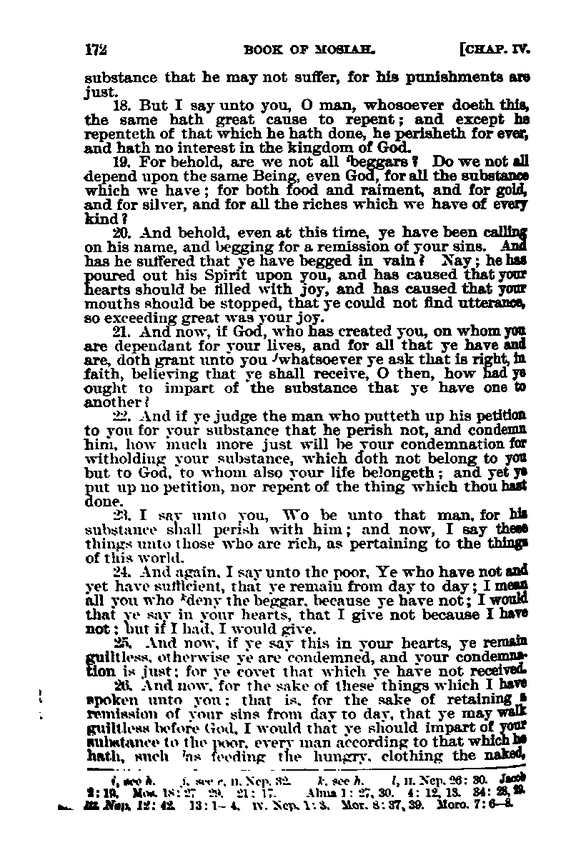 172 BOOK OF MOSIAH. [CHAP. IV.
substance that he may not suffer, for his punishments are
just.
18. But I say unto you, O man, whosoever doeth this,
the same hath great cause to repent; and except he
repenteth of that which he hath done, he perisheth for ever,
and hath no interest in the kingdom of God.
19. For behold, are we not all beggars? Do we not all
depend upon the same Being, even God, for all the substance
which we have; for both food and raiment, and for gold,
and for silver, and for all the riches which we have of every
kind?
20. And behold, even at this time, ye have been calling
on his name, and begging for a remission of your sins. And
has he suffered that ye have begged in vain? Nay; he has
poured out his Spirit upon you, and has caused that your
hearts should be filled with joy, and has caused that your
mouths should be stopped, that ye could not find utterance,
so exceeding great was your joy.
21. And now, if God, who has created you, on whom you
are dependant for your lives, and for all that ye have and
are, doth grant unto you jwhatsoever ye ask that is right, in
faith, believing that ye shall receive, O then, how had ye
ought to impart of the substance that ye have one to
another?
22. And if ye judge the man who putteth up his petition
to you for your substance that he perish not, and condemn
him, how much more just will be your condemnation for
witholding your substance, which doth not belong to you
but to God, to whom also your life belongeth; and yet ye
put up no petition, nor repent of the thing which thou hast
done.
23. I say unto you, Wo be unto that man, for his
substance shall perish with him; and now, I say these
things unto those who are rich, as pertaining to the things
of this world.
24. And again, I say unto the poor, Ye who have not and
yet have sufficient, that ye remain from day to day; I mean
all you who kdeny the beggar, because ye have not; I would
that ye say in your hearts, that I give not because I have
not; but if I had, I would give.
25. And now, if ye say this in your hearts, ye remain
guiltless, otherwise ye are condemned, and your condemna-
tion is just; for ye covet that which ye have not received.
26. And now, for the sake of these things which I have
spoken unto you; that is, for the sake of retaining a
remission of your sins from day to day, that ye may walk
guiltless before God, I would that ye should impart of your
substance to the poor, every man according to that which he
hath, such as feeding the hungry, clothing the naked,
i, see h. j, see e, II. Nep. 32. k, see h. l, II. Nep. 26: 30. Jacob
2: 19. Mos. 18: 27 29. 21: 17. Alma 1: 27, 30. 4: 12, 13. 34: 28, 29.
III Nep. 12: 42. 13: 1–4. IV. Nep. 1: 3. Mor. 8: 37, 39. Moro. 7: 6–8.